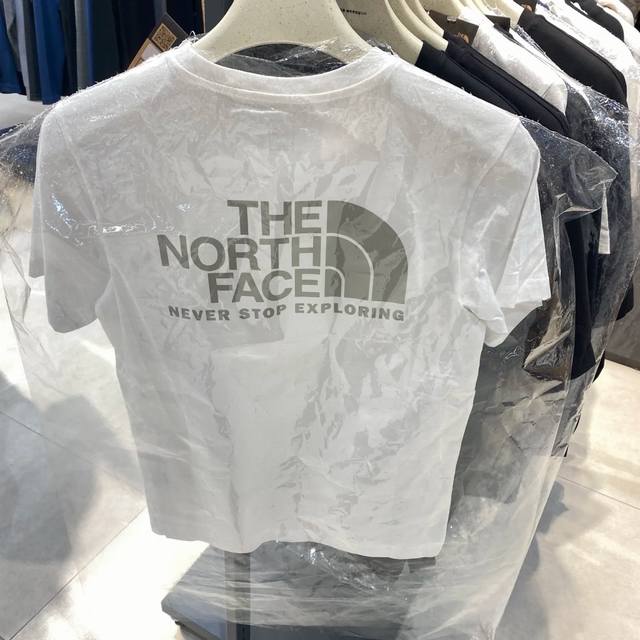 THE
NORTH
FACE
NEVER STOP EXPLORING